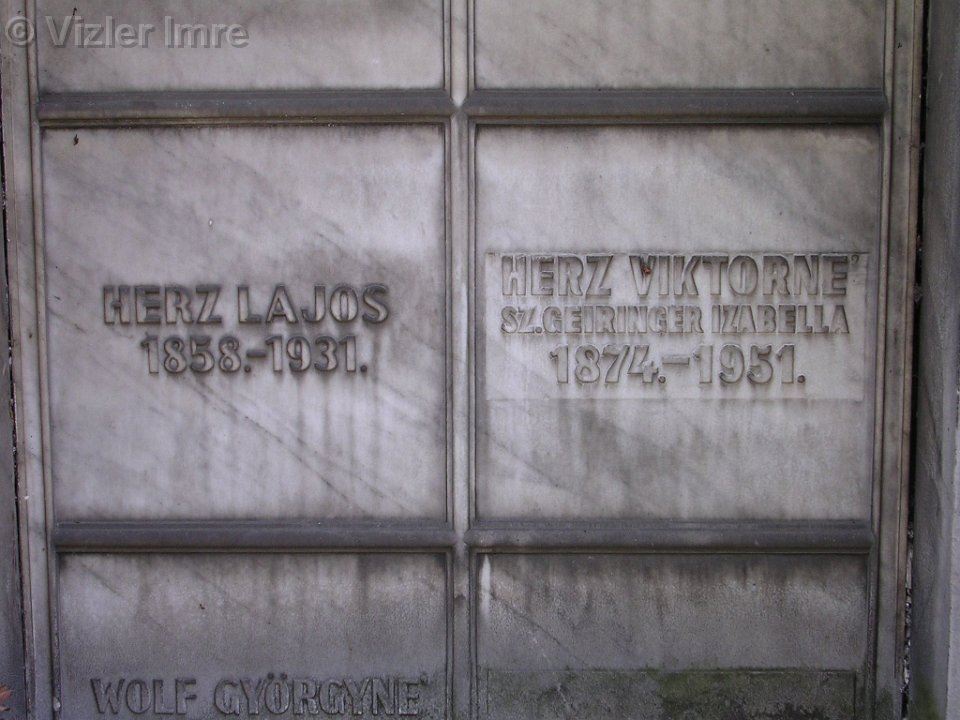 © Vizler Imre
HERZ LAJOS
1858.-1931.
HERZ VIKTORNÉ
SZ.GEIRINGER IZABELLA
1874.-1951.
WOLF GYÖRGYNÉ